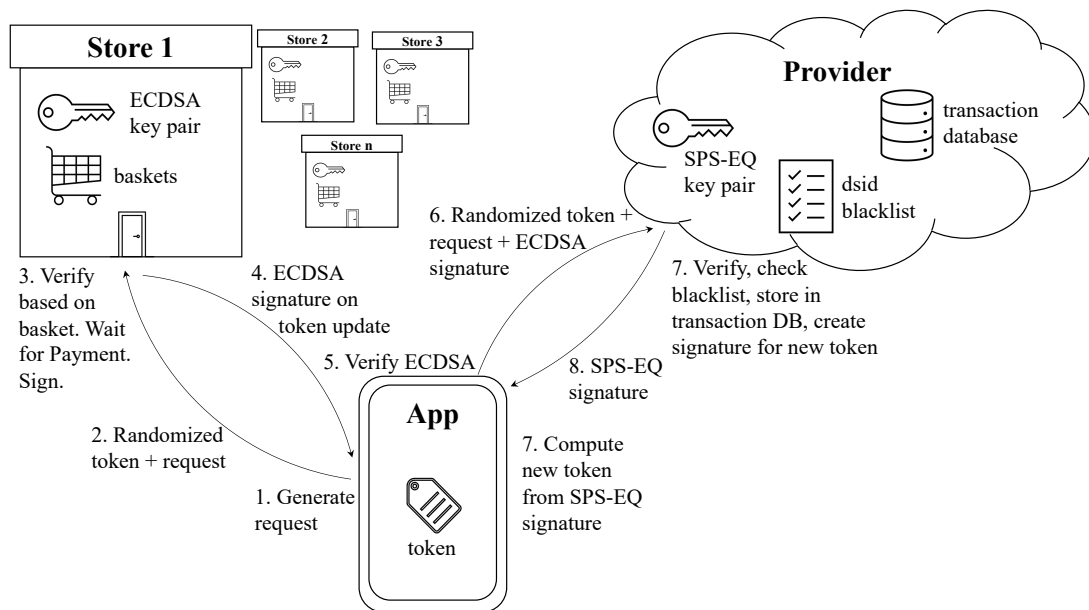 Store 1
ECDSA
key pair
baskets
Store 2
Store 3
Store n
Provider
SPS-EQ
key pair
transaction
database
dsid
blacklist
3. Verify
based on
basket. Wait
for Payment.
Sign.
4. ECDSA
signature on
token update
5. Verify ECDSA
6. Randomized token +
request + ECDSA
signature
7. Verify, check
blacklist, store in
transaction DB, create
signature for new token
8. SPS-EQ
signature
2. Randomized
token + request
1. Generate
request
App
token
7. Compute
new token
from SPS-EQ
signature